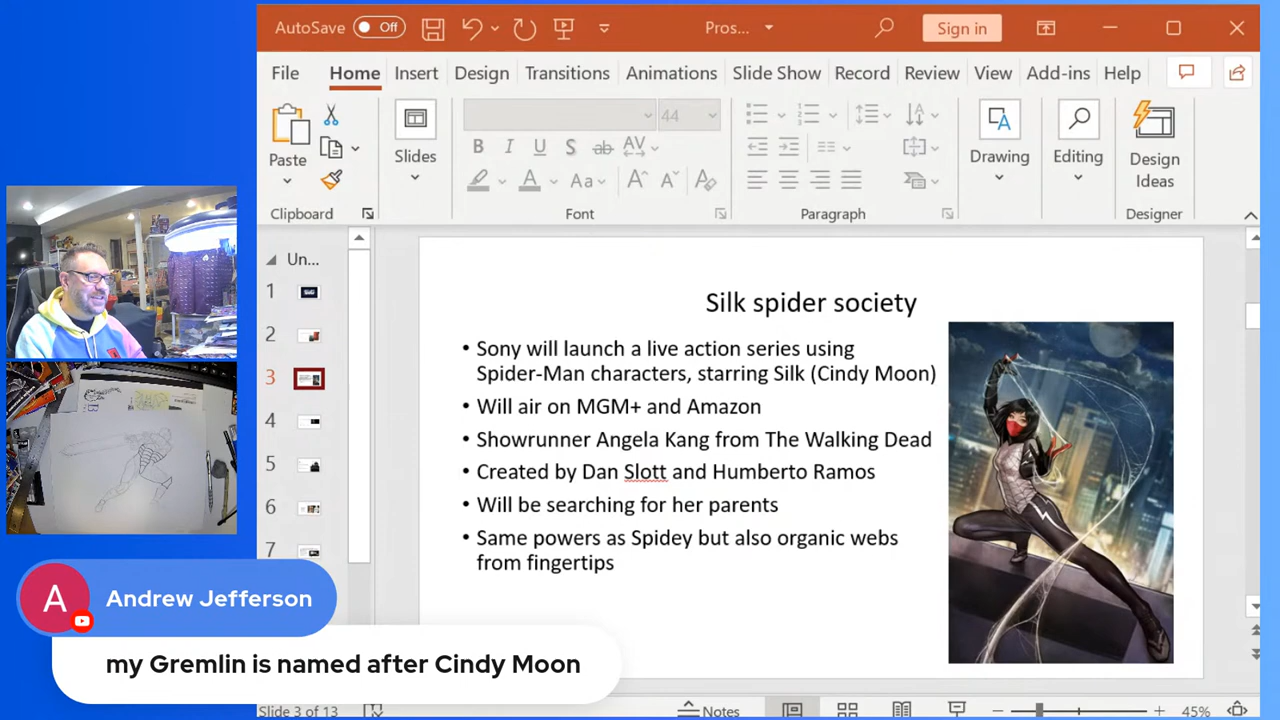 AutoSave Off Pros... Sign in
File Home Insert Design Transitions Animations Slide Show Record Review View Add-ins Help
44
Paste Slides B I U S ab AV Drawing Editing Design Ideas
A Aa A A A
Clipboard Font Paragraph Designer
Un...
1
2
3
4
5
6
7
Silk spider society
• Sony will launch a live action series using
Spider-Man characters, starring Silk (Cindy Moon)
• Will air on MGM+ and Amazon
• Showrunner Angela Kang from The Walking Dead
• Created by Dan Slott and Humberto Ramos
• Will be searching for her parents
• Same powers as Spidey but also organic webs
from fingertips
A Andrew Jefferson
my Gremlin is named after Cindy Moon
Slide 3 of 13 Notes 45%